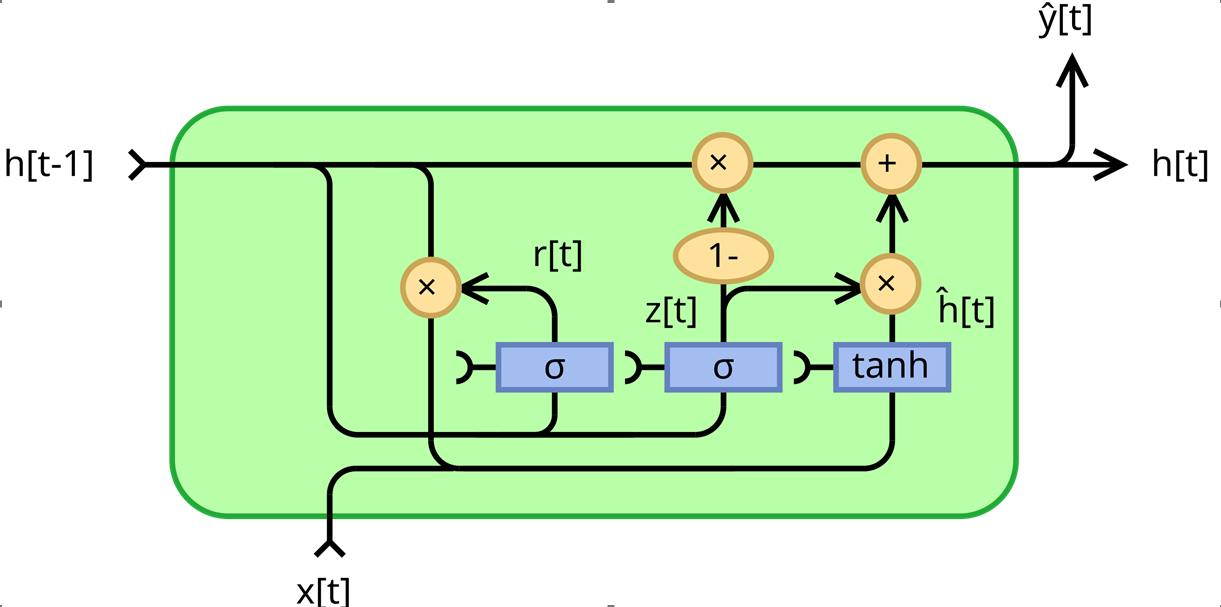 ŷ[t]
h[t-1]
×
+
h[t]
r[t]
1-
×
×
z[t]
ĥ[t]
σ
σ
tanh
x[t]